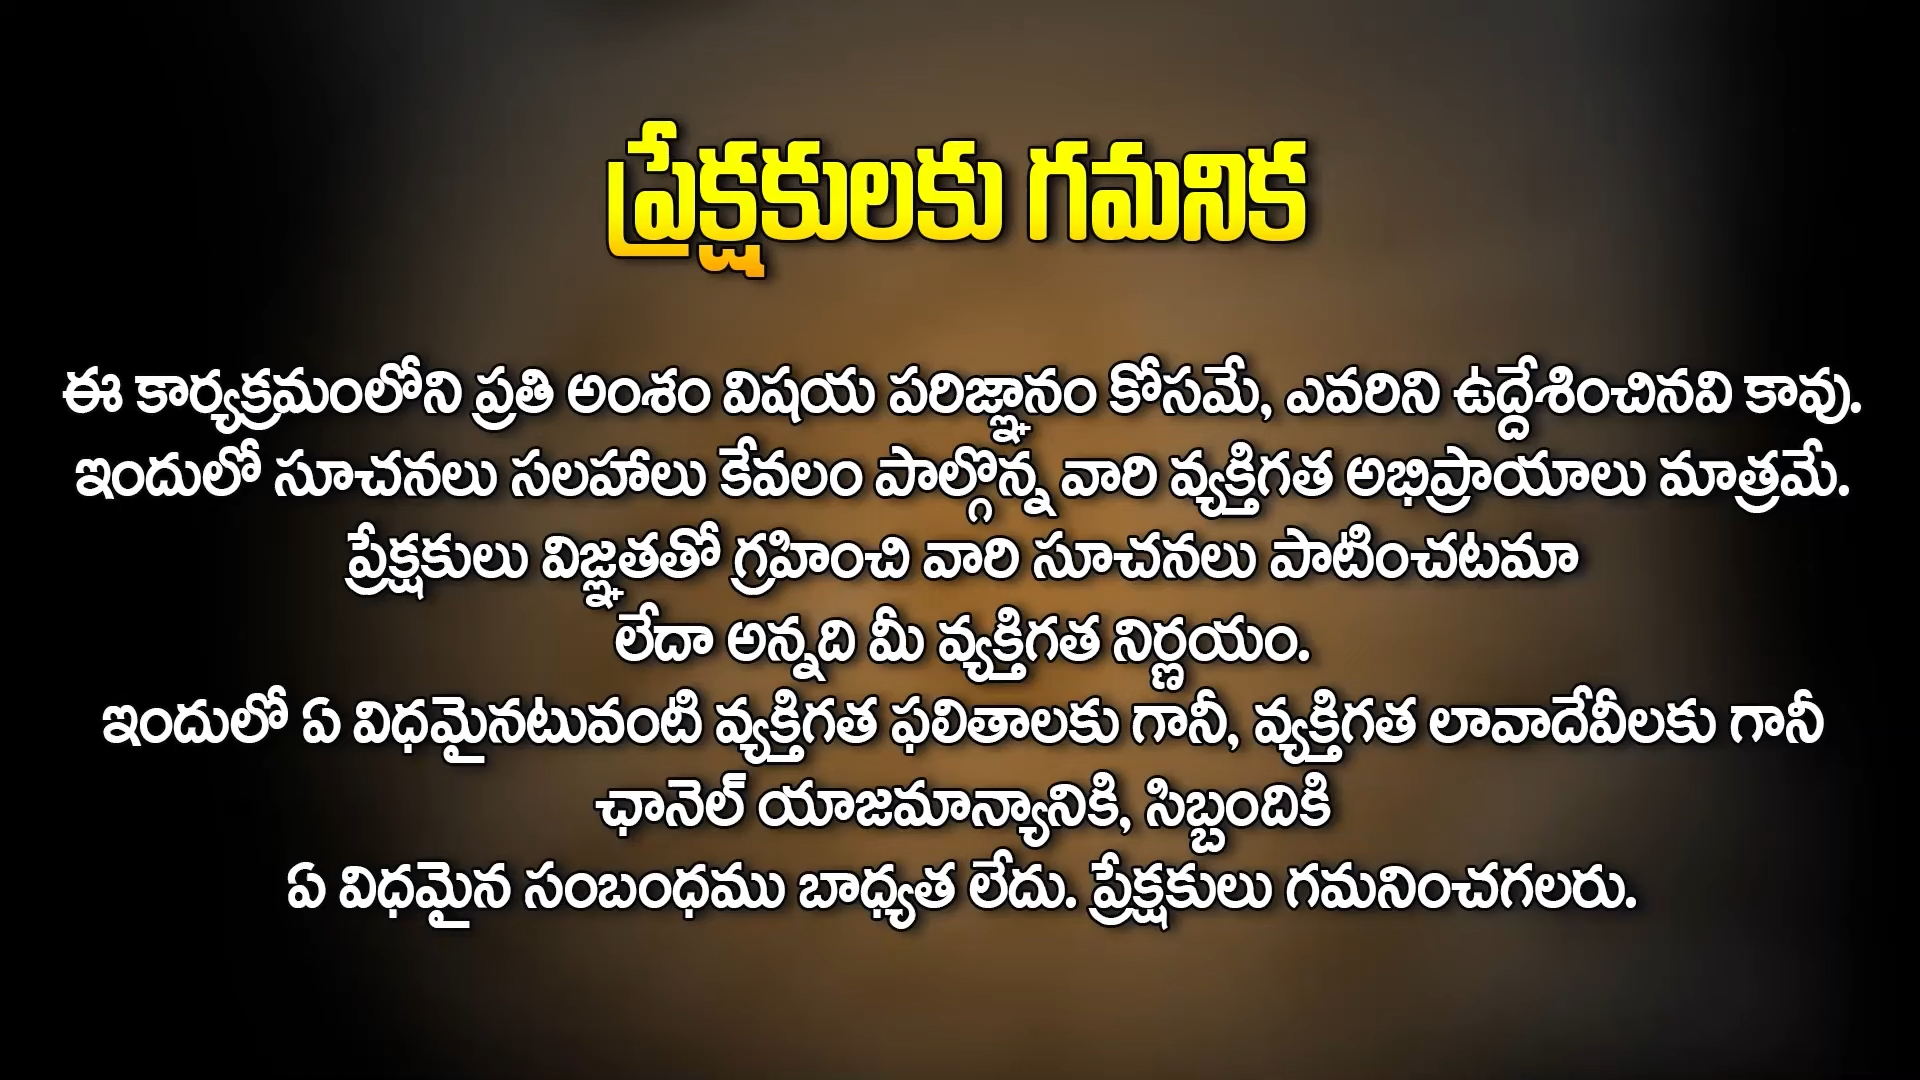 ప్రేక్షకులకు గమనిక
ఈ కార్యక్రమంలోని ప్రతి అంశం విషయ పరిజ్ఞానం కోసమే, ఎవరిని ఉద్దేశించినవి కావు.
ఇందులో సూచనలు సలహాలు కేవలం పాల్గొన్న వారి వ్యక్తిగత అభిప్రాయాలు మాత్రమే.
ప్రేక్షకులు విజ్ఞతతో గ్రహించి వారి సూచనలు పాటించటమా
లేదా అన్నది మీ వ్యక్తిగత నిర్ణయం.
ఇందులో ఏ విధమైనటువంటి వ్యక్తిగత ఫలితాలకు గానీ, వ్యక్తిగత లావాదేవీలకు గానీ
ఛానెల్ యాజమాన్యానికి, సిబ్బందికి
ఏ విధమైన సంబంధము బాధ్యత లేదు. ప్రేక్షకులు గమనించగలరు.